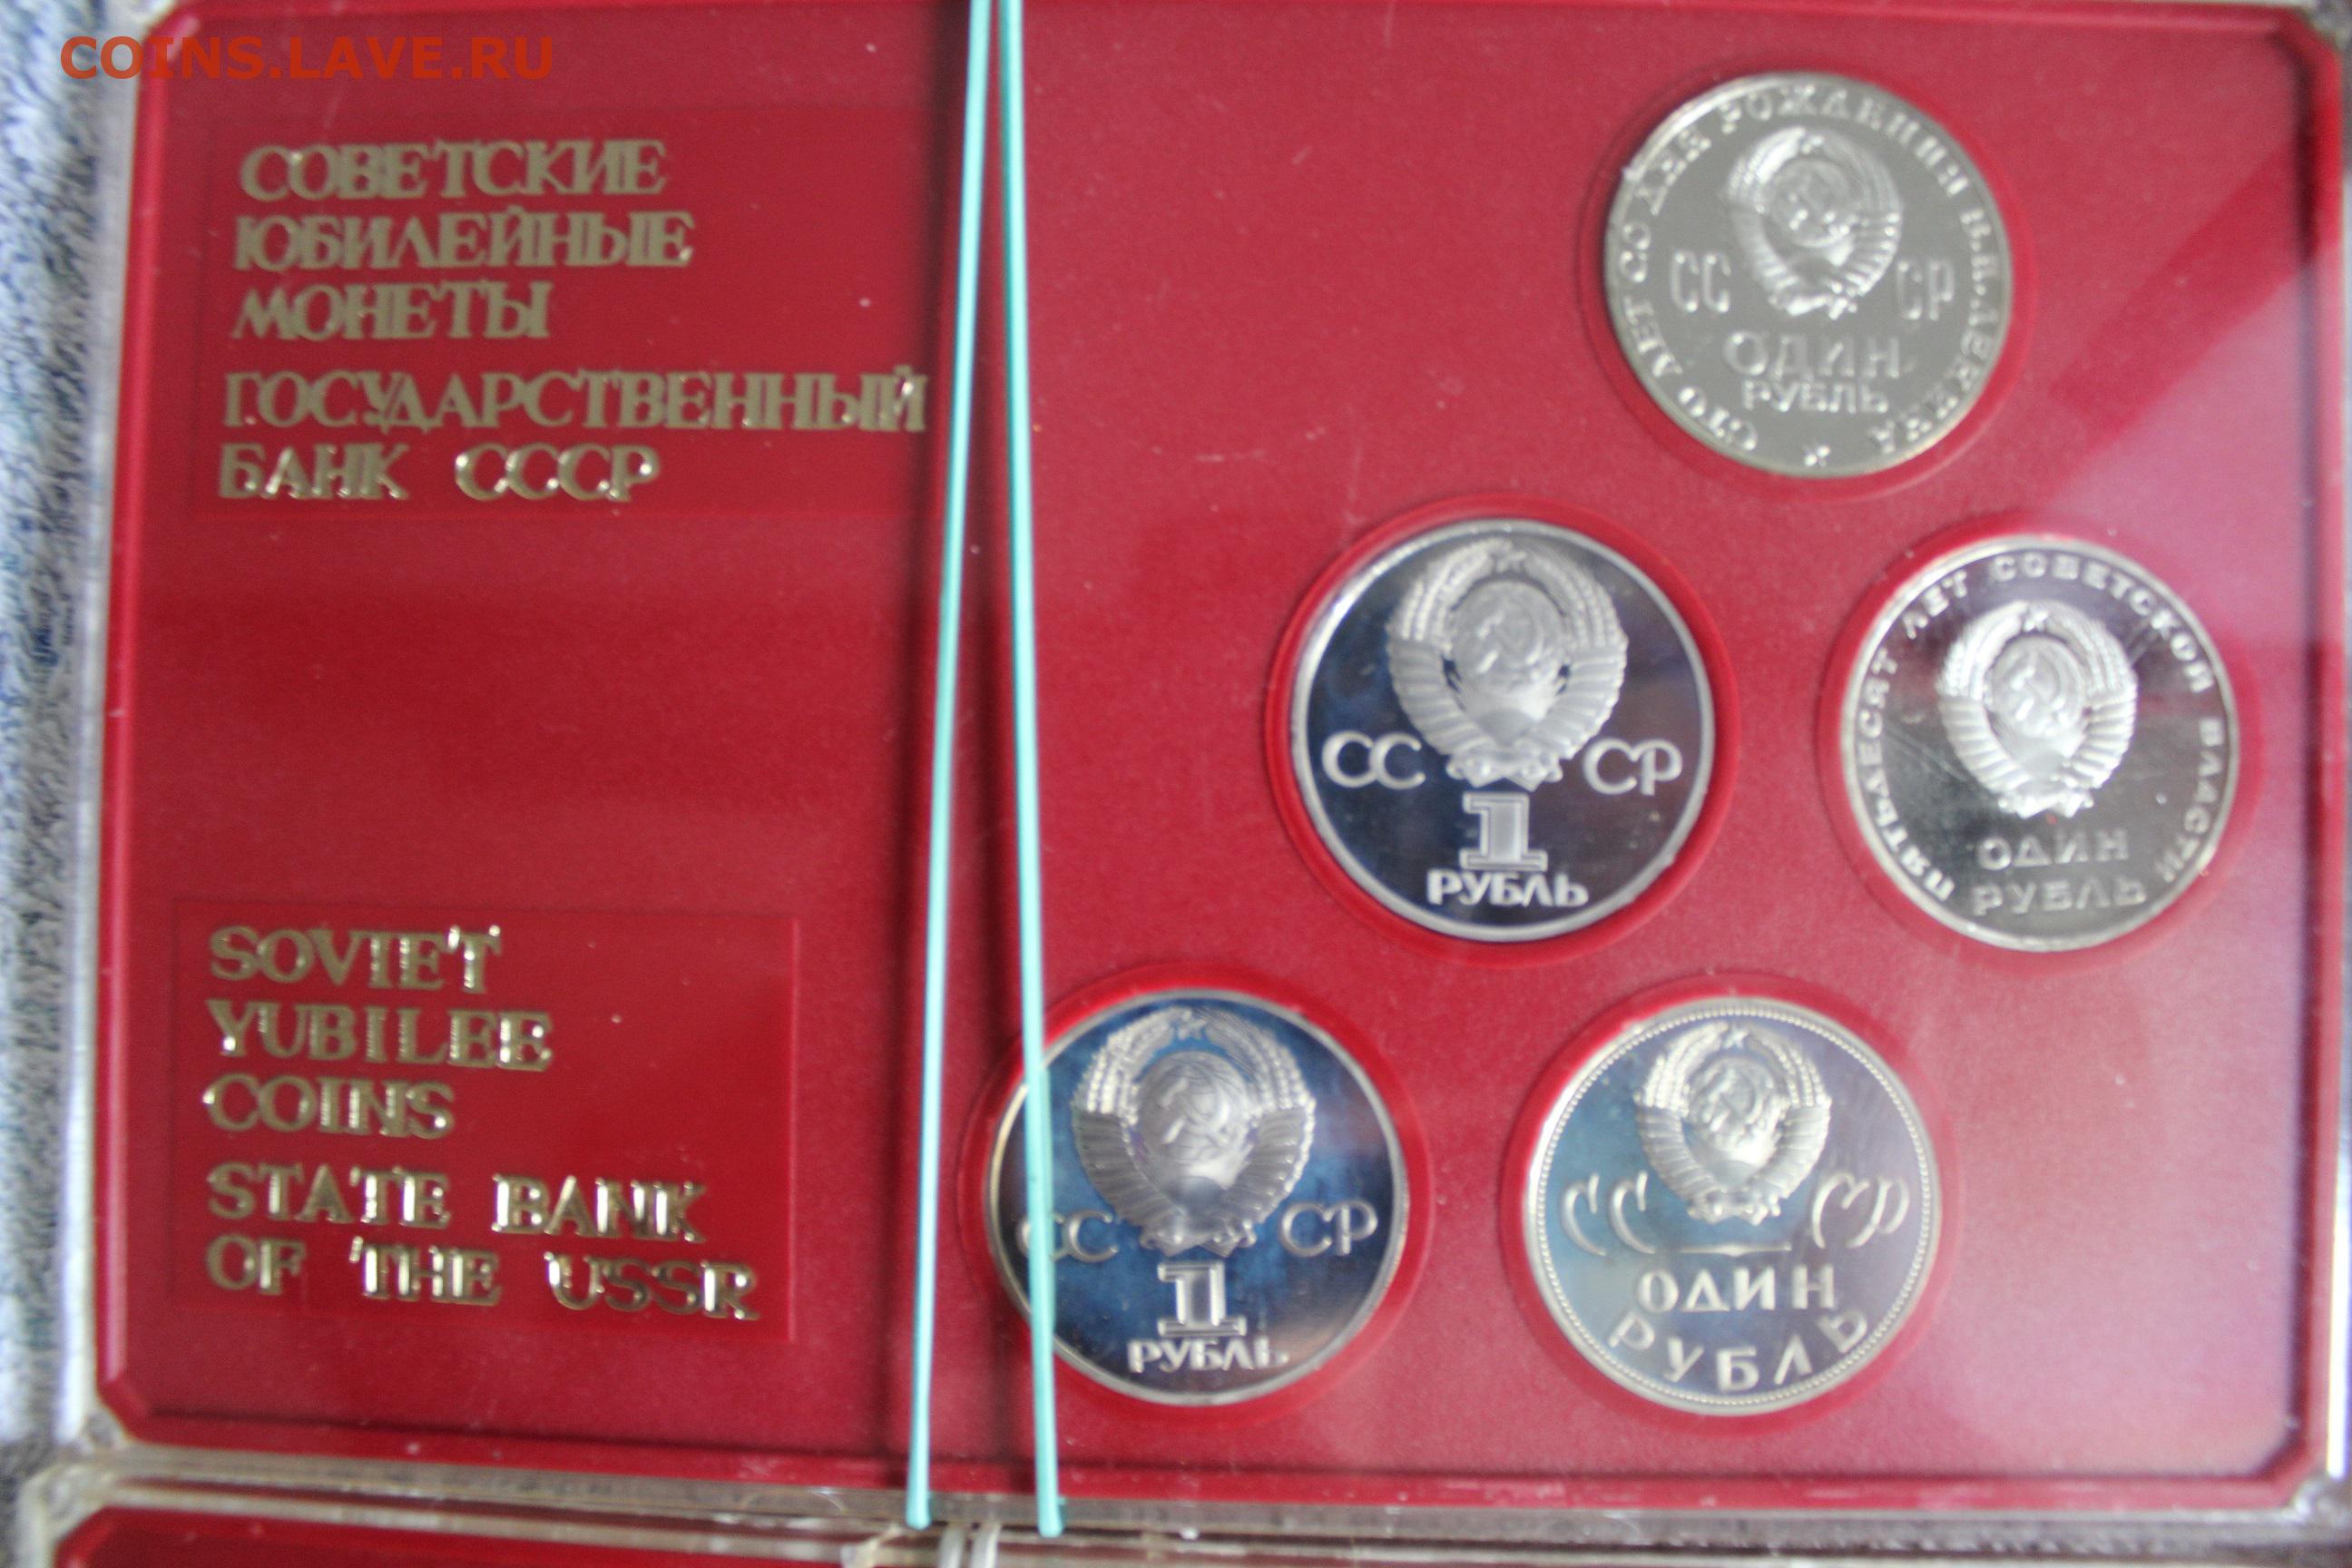 COINS.LAVE.RU
СОВЕТСКИЕ
ЮБИЛЕЙНЫЕ
МОНЕТЫ
ГОСУДАРСТВЕННЫЙ
БАНК СССР
SOVIET
YUBILEE
COINS
STATE BANK
OF THE USSR
СТО ЛЕТ СО ДНЯ РОЖДЕНИЯ В.И.ЛЕНИНА
СС СР
ОДИН
РУБЛЬ
СС СР
1
РУБЛЬ
ПЯТЬДЕСЯТ ЛЕТ СОВЕТСКОЙ ВЛАСТИ
ОДИН
РУБЛЬ
СС СР
1
РУБЛЬ
СС СР
ОДИН
РУБЛЬ